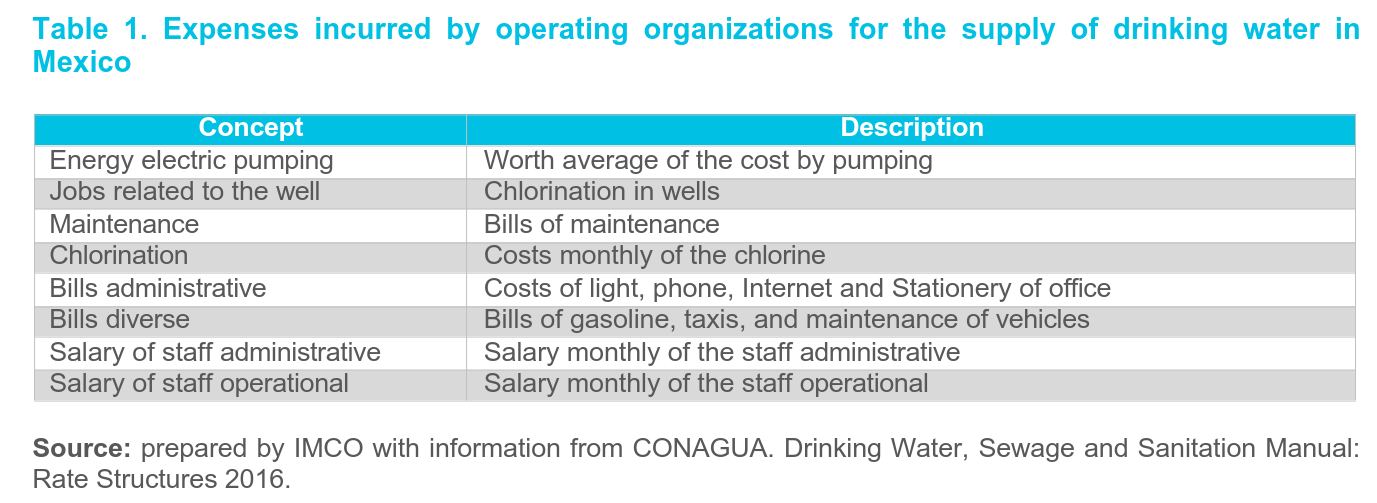 Table 1. Expenses incurred by operating organizations for the supply of drinking water in
Mexico
Concept Description
Energy electric pumping Worth average of the cost by pumping
Jobs related to the well Chlorination in wells
Maintenance Bills of maintenance
Chlorination Costs monthly of the chlorine
Bills administrative Costs of light, phone, Internet and Stationery of office
Bills diverse Bills of gasoline, taxis, and maintenance of vehicles
Salary of staff administrative Salary monthly of the staff administrative
Salary of staff operational Salary monthly of the staff operational
Source: prepared by IMCO with information from CONAGUA. Drinking Water, Sewage and Sanitation Manual:
Rate Structures 2016.